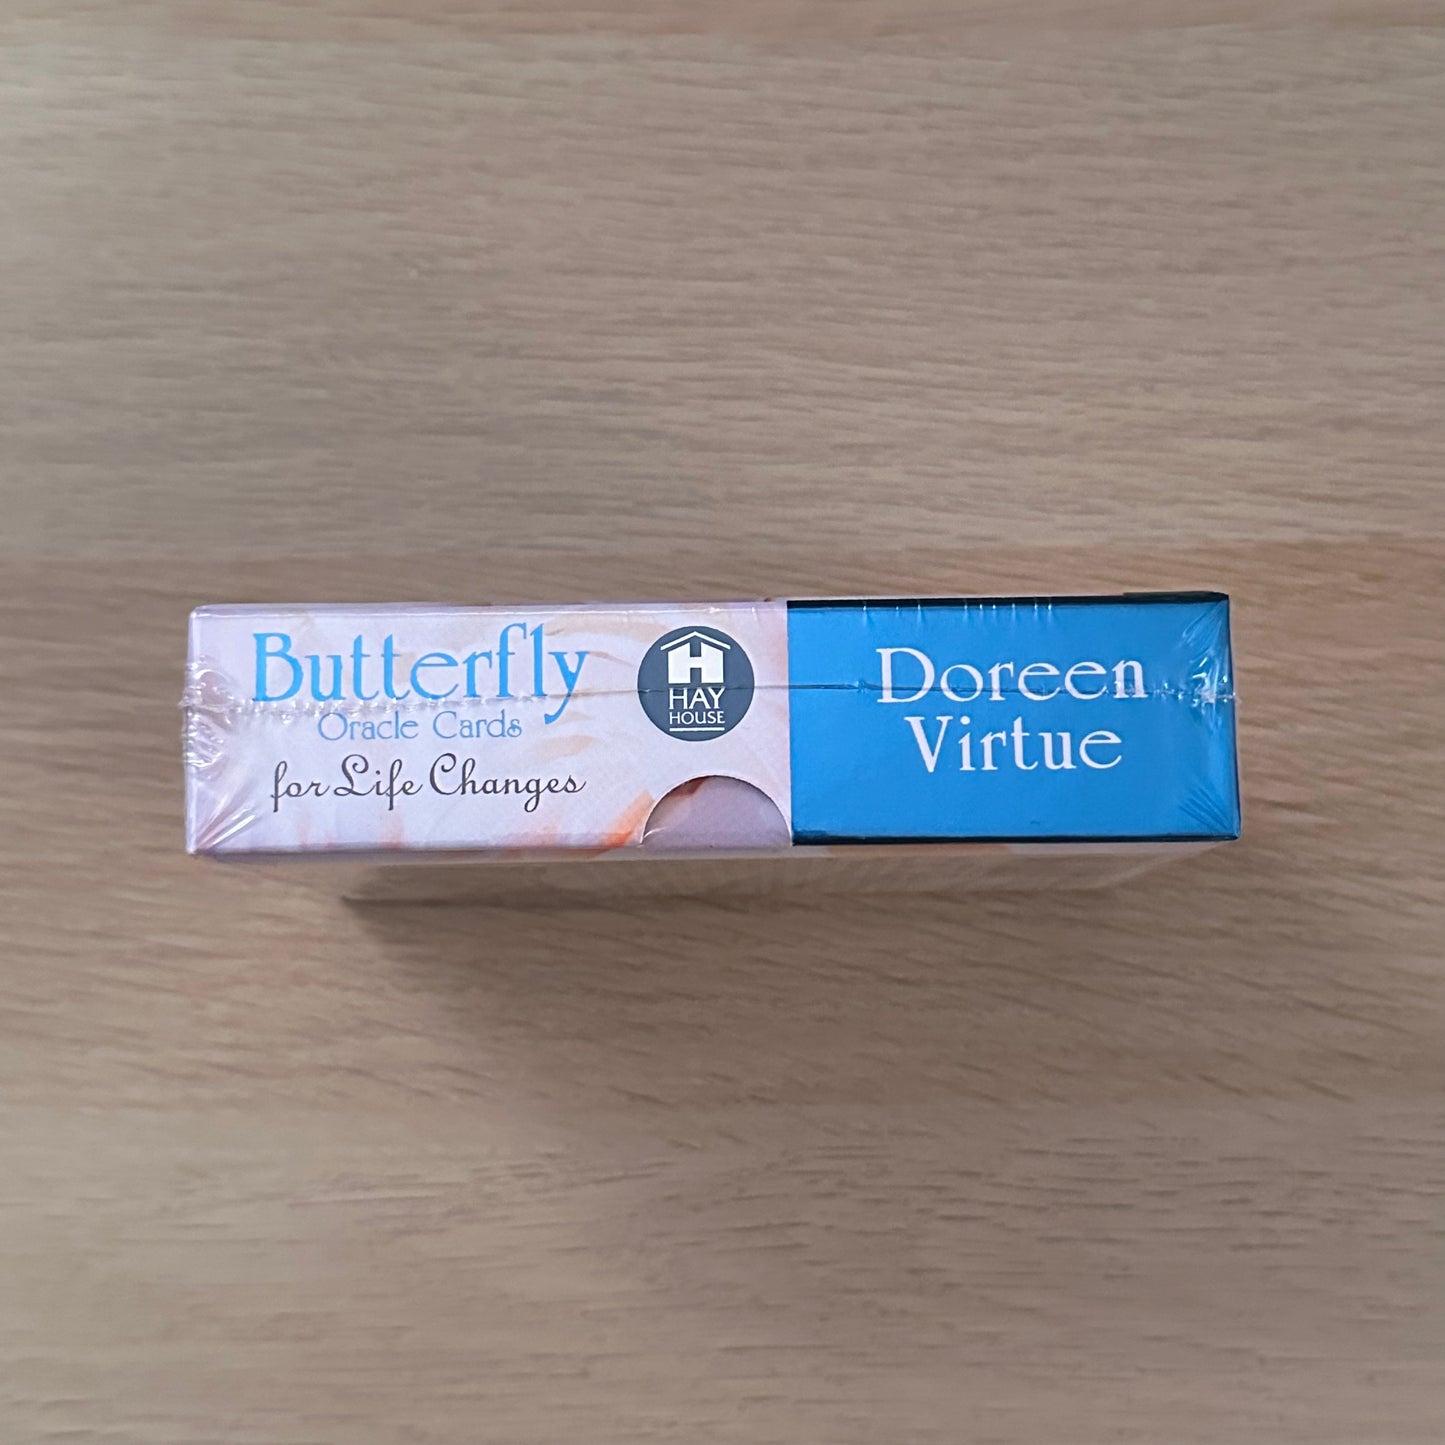 Butterfly
Oracle Cards
for Life Changes
HAY
HOUSE
Doreen
Virtue